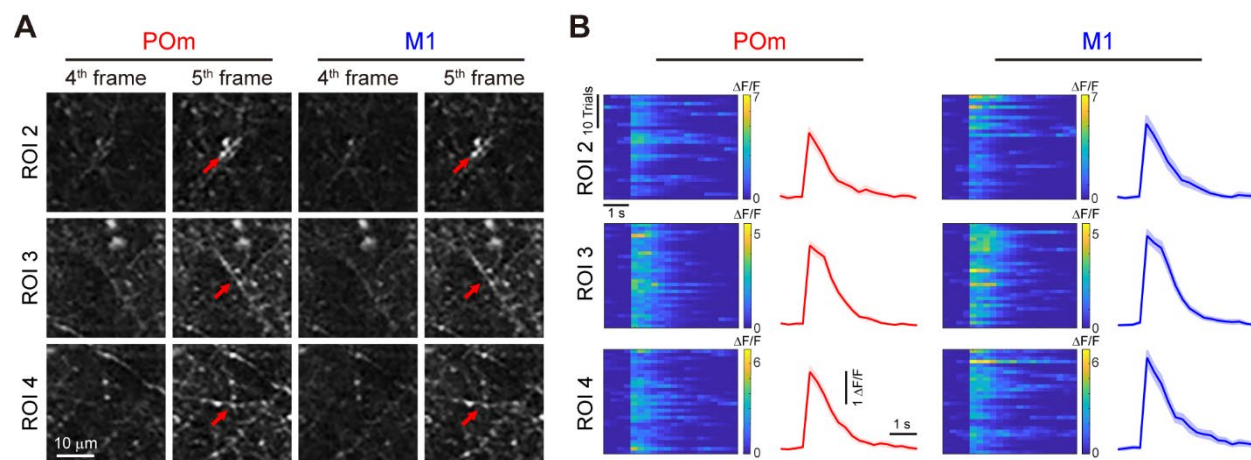 A
POm
M1
4th frame
5th frame
4th frame
5th frame
ROI 2
ROI 3
ROI 4
10 μm
B
POm
M1
10 Trials
ΔF/F
7
0
ROI 2
1 s
ΔF/F
7
0
ΔF/F
5
0
ROI 3
ΔF/F
5
0
ΔF/F
6
0
ROI 4
1 ΔF/F
1 s
ΔF/F
6
0